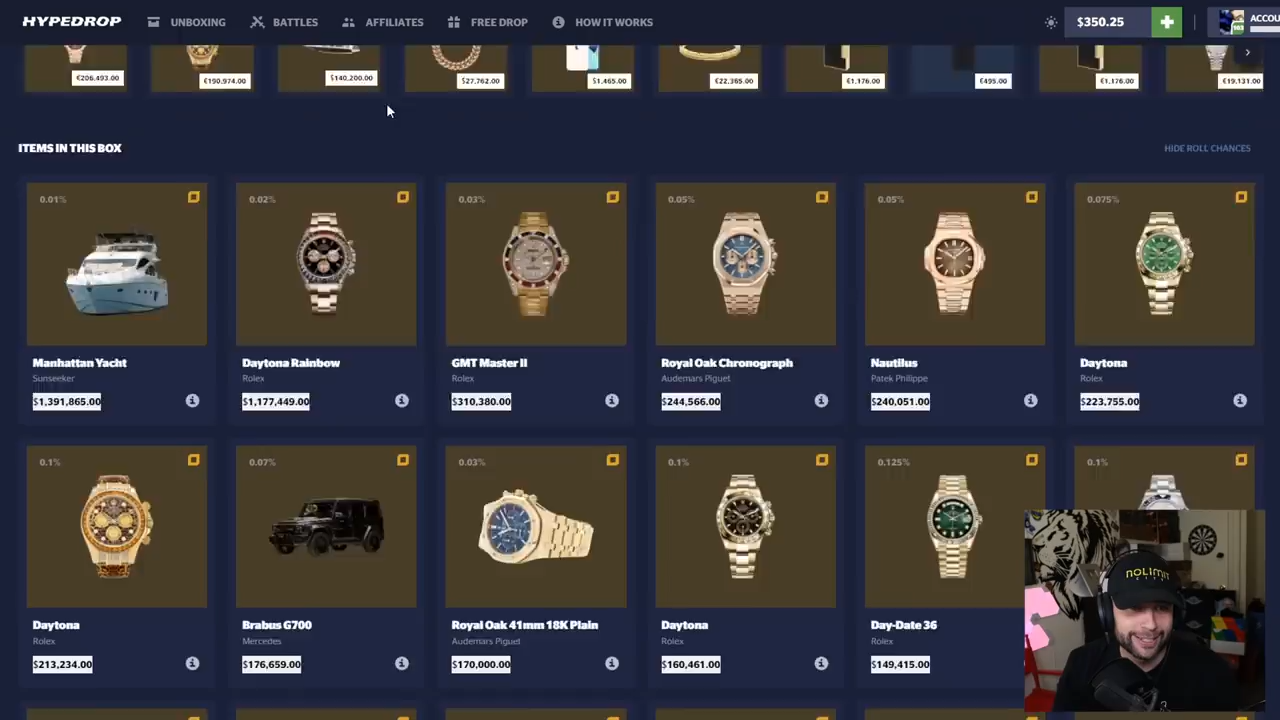 HYPEDROP UNBOXING BATTLES AFFILIATES FREE DROP HOW IT WORKS $350.25 ACCOU
€206,493.00 €190,974.00 $140,200.00 $27,762.00 $1,465.00 €22,365.00 €1,176.00 €495.00 €1,176.00 €19,131.00
ITEMS IN THIS BOX HIDE ROLL CHANCES
0.01% 0.02% 0.03% 0.05% 0.05% 0.075%
Manhattan Yacht Daytona Rainbow GMT Master II Royal Oak Chronograph Nautilus Daytona
Sunseeker Rolex Rolex Audemars Piguet Patek Philippe Rolex
$1,391,865.00 $1,177,449.00 $310,380.00 $244,566.00 $240,051.00 $223,755.00
0.1% 0.07% 0.03% 0.1% 0.125% 0.1%
NOLIMIT
Daytona Brabus G700 Royal Oak 41mm 18K Plain Daytona Day-Date 36
Rolex Mercedes Audemars Piguet Rolex Rolex
$213,234.00 $176,659.00 $170,000.00 $160,461.00 $149,415.00